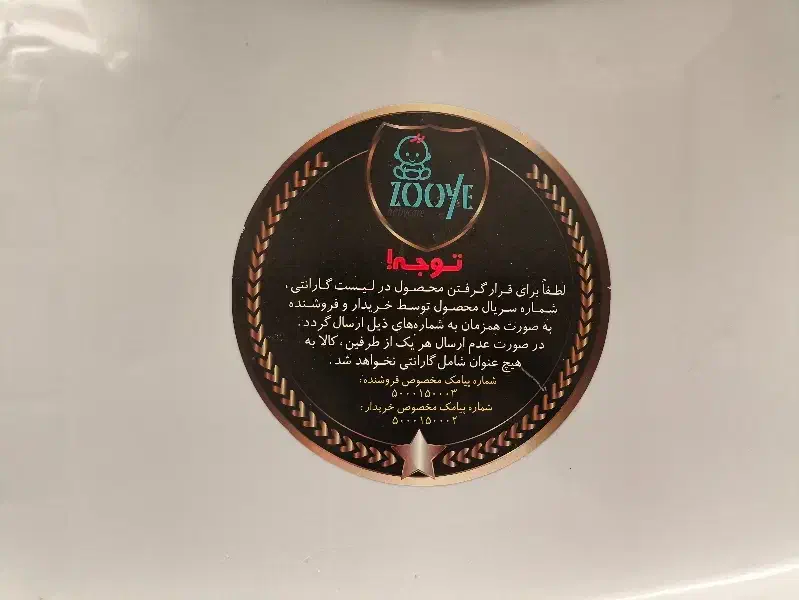 ZOOYE
توجه!
لطفاً برای قرار گرفتن محصول در لیست گارانتی،
شماره سریال محصول توسط خریدار و فروشنده
به صورت همزمان به شماره‌های ذیل ارسال گردد.
در صورت عدم ارسال هر یک از طرفین، کالا به
هیچ عنوان شامل گارانتی نخواهد شد.
شماره پیامک مخصوص فروشنده:
۵۰۰۰۱۵۰۰۰۳
شماره پیامک مخصوص خریدار:
۵۰۰۰۱۵۰۰۰۲